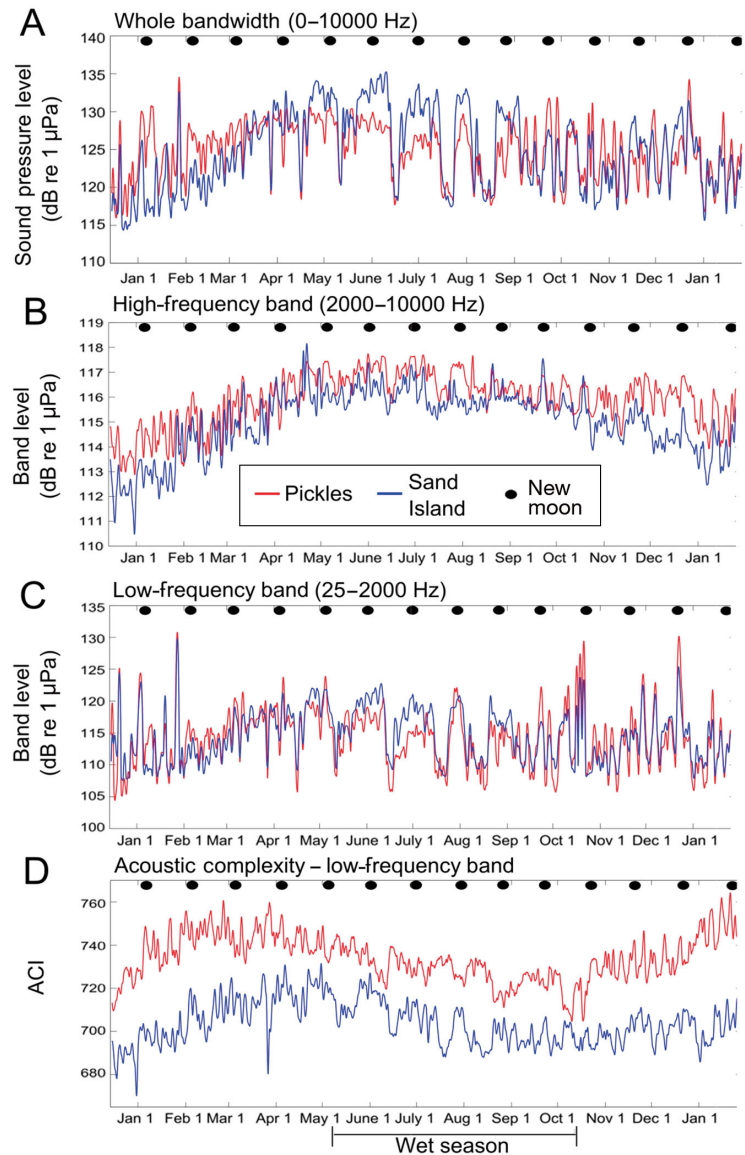 A
Whole bandwidth (0–10000 Hz)
Sound pressure level
(dB re 1 µPa)
140
135
130
125
120
115
110
Jan 1 Feb 1 Mar 1 Apr 1 May 1 June 1 July 1 Aug 1 Sep 1 Oct 1 Nov 1 Dec 1 Jan 1
B
High-frequency band (2000–10000 Hz)
Band level
(dB re 1 µPa)
119
118
117
116
115
114
113
112
111
110
Pickles Sand Island New moon
Jan 1 Feb 1 Mar 1 Apr 1 May 1 June 1 July 1 Aug 1 Sep 1 Oct 1 Nov 1 Dec 1 Jan 1
C
Low-frequency band (25–2000 Hz)
Band level
(dB re 1 µPa)
135
130
125
120
115
110
105
100
Jan 1 Feb 1 Mar 1 Apr 1 May 1 June 1 July 1 Aug 1 Sep 1 Oct 1 Nov 1 Dec 1 Jan 1
D
Acoustic complexity – low-frequency band
ACI
760
740
720
700
680
Jan 1 Feb 1 Mar 1 Apr 1 May 1 June 1 July 1 Aug 1 Sep 1 Oct 1 Nov 1 Dec 1 Jan 1
Wet season